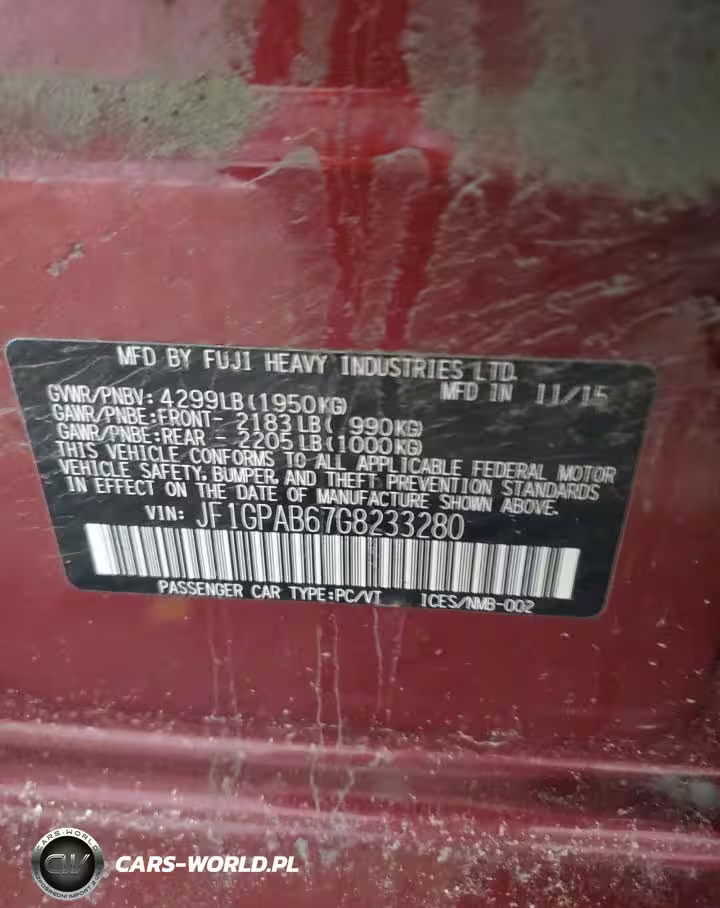 MFD BY FUJI HEAVY INDUSTRIES LTD.
GVWR/PNBV: 4299LB(1950KG) MFD IN 11/15
GAWR/PNBE:FRONT- 2183LB( 990KG)
GAWR/PNBE:REAR - 2205LB(1000KG)
THIS VEHICLE CONFORMS TO ALL APPLICABLE FEDERAL MOTOR
VEHICLE SAFETY, BUMPER, AND THEFT PREVENTION STANDARDS
IN EFFECT ON THE DATE OF MANUFACTURE SHOWN ABOVE.
VIN: JF1GPAB67G8233280
PASSENGER CAR TYPE:PC/VT ICES/NMB-002
CARS-WORLD
CW
CARS-WORLD.PL